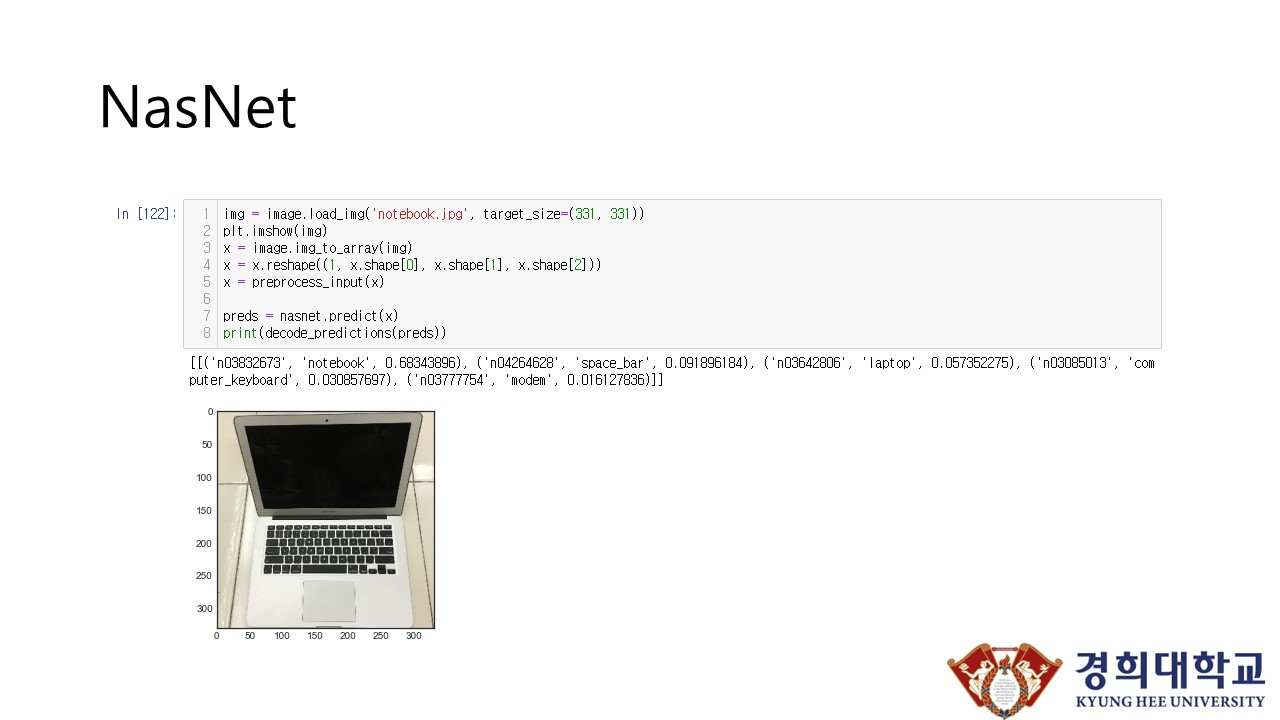 NasNet
In [122]:
1 img = image.load_img('notebook.jpg', target_size=(331, 331))
2 plt.imshow(img)
3 x = image.img_to_array(img)
4 x = x.reshape((1, x.shape[0], x.shape[1], x.shape[2]))
5 x = preprocess_input(x)
6
7 preds = nasnet.predict(x)
8 print(decode_predictions(preds))
[[('n03832673', 'notebook', 0.68343896), ('n04264628', 'space_bar', 0.091896184), ('n03642806', 'laptop', 0.057352275), ('n03085013', 'com
puter_keyboard', 0.030857697), ('n03777754', 'modem', 0.016127836)]]
0
50
100
150
200
250
300
0 50 100 150 200 250 300
경희대학교
KYUNG HEE UNIVERSITY